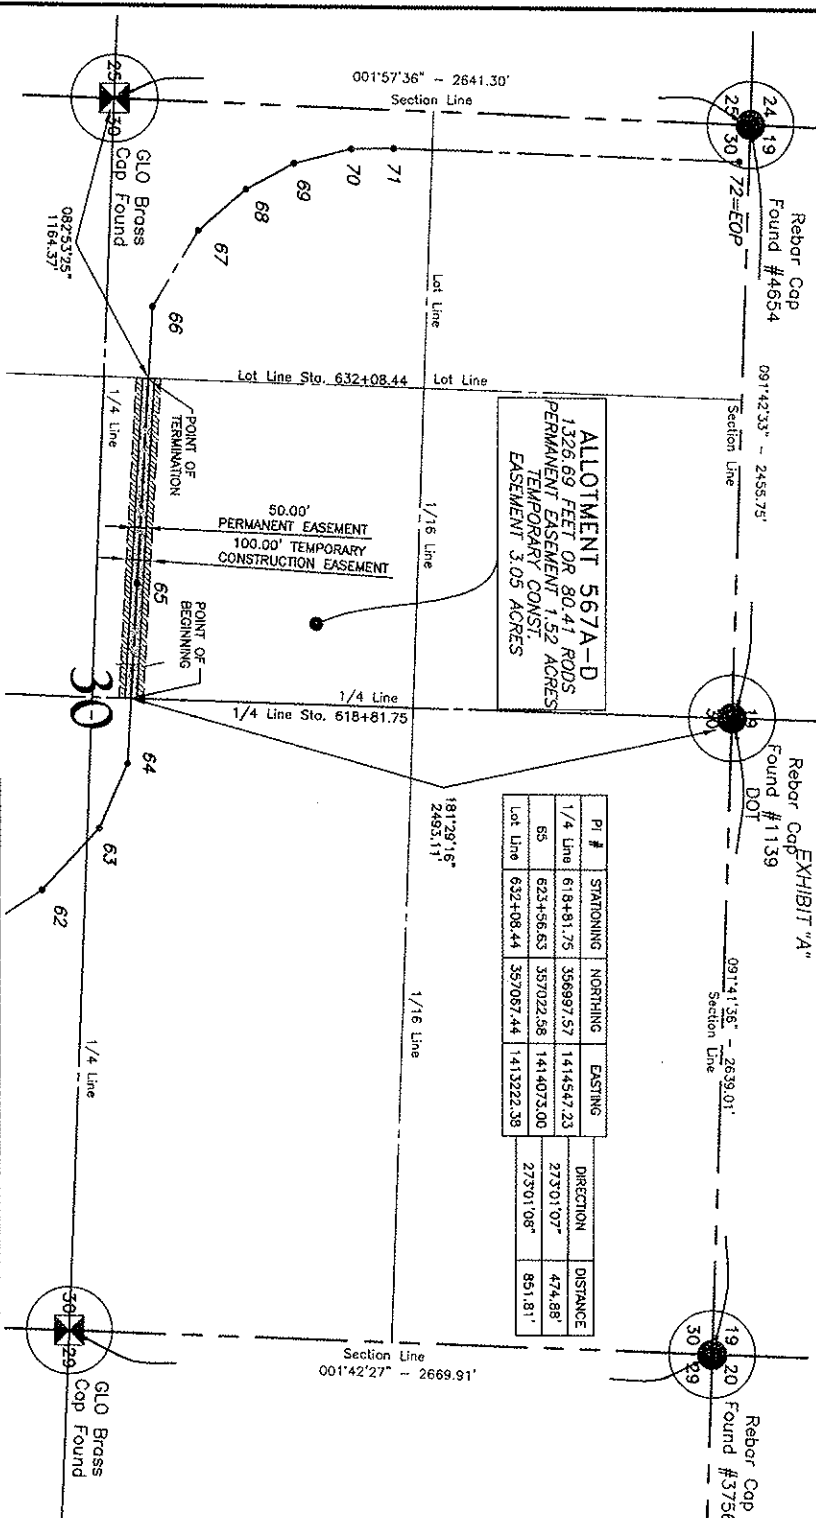 EXHIBIT "A"
Rebar Cap
Found #4654
24 19
25 30
72=EOP
091°42'33" - 2455.75'
Section Line
Rebar Cap
Found #1139
DOT
19
30
091°41'36" - 2639.01'
Section Line
Rebar Cap
Found #3756
19 20
30 29
001°57'36" - 2641.30'
Section Line
71
70
69
68
67
66
Lot Line
Lot Line Sta. 632+08.44
Lot Line
ALLOTMENT 567A-D
1326.69 FEET OR 80.41 RODS
PERMANENT EASEMENT 1.52 ACRES
TEMPORARY CONST.
EASEMENT 3.05 ACRES
1/16 Line
1/16 Line
PI # STATIONING NORTHING EASTING DIRECTION DISTANCE
1/4 Line 618+81.75 356997.57 1414547.23
273°01'07" 474.88'
65 623+56.63 357022.58 1414073.00
273°01'08" 851.81'
Lot Line 632+08.44 357067.44 1413222.38
181°29'16"
2493.11'
1/4 Line
1/4 Line Sta. 618+81.75
50.00'
PERMANENT EASEMENT
100.00' TEMPORARY
CONSTRUCTION EASEMENT
POINT OF
TERMINATION
65
POINT OF
BEGINNING
64
63
62
30
1/4 Line
1/4 Line
25 30
GLO Brass
Cap Found
082°53'25"
1164.37'
Section Line
001°42'27" - 2669.91'
30 29
GLO Brass
Cap Found